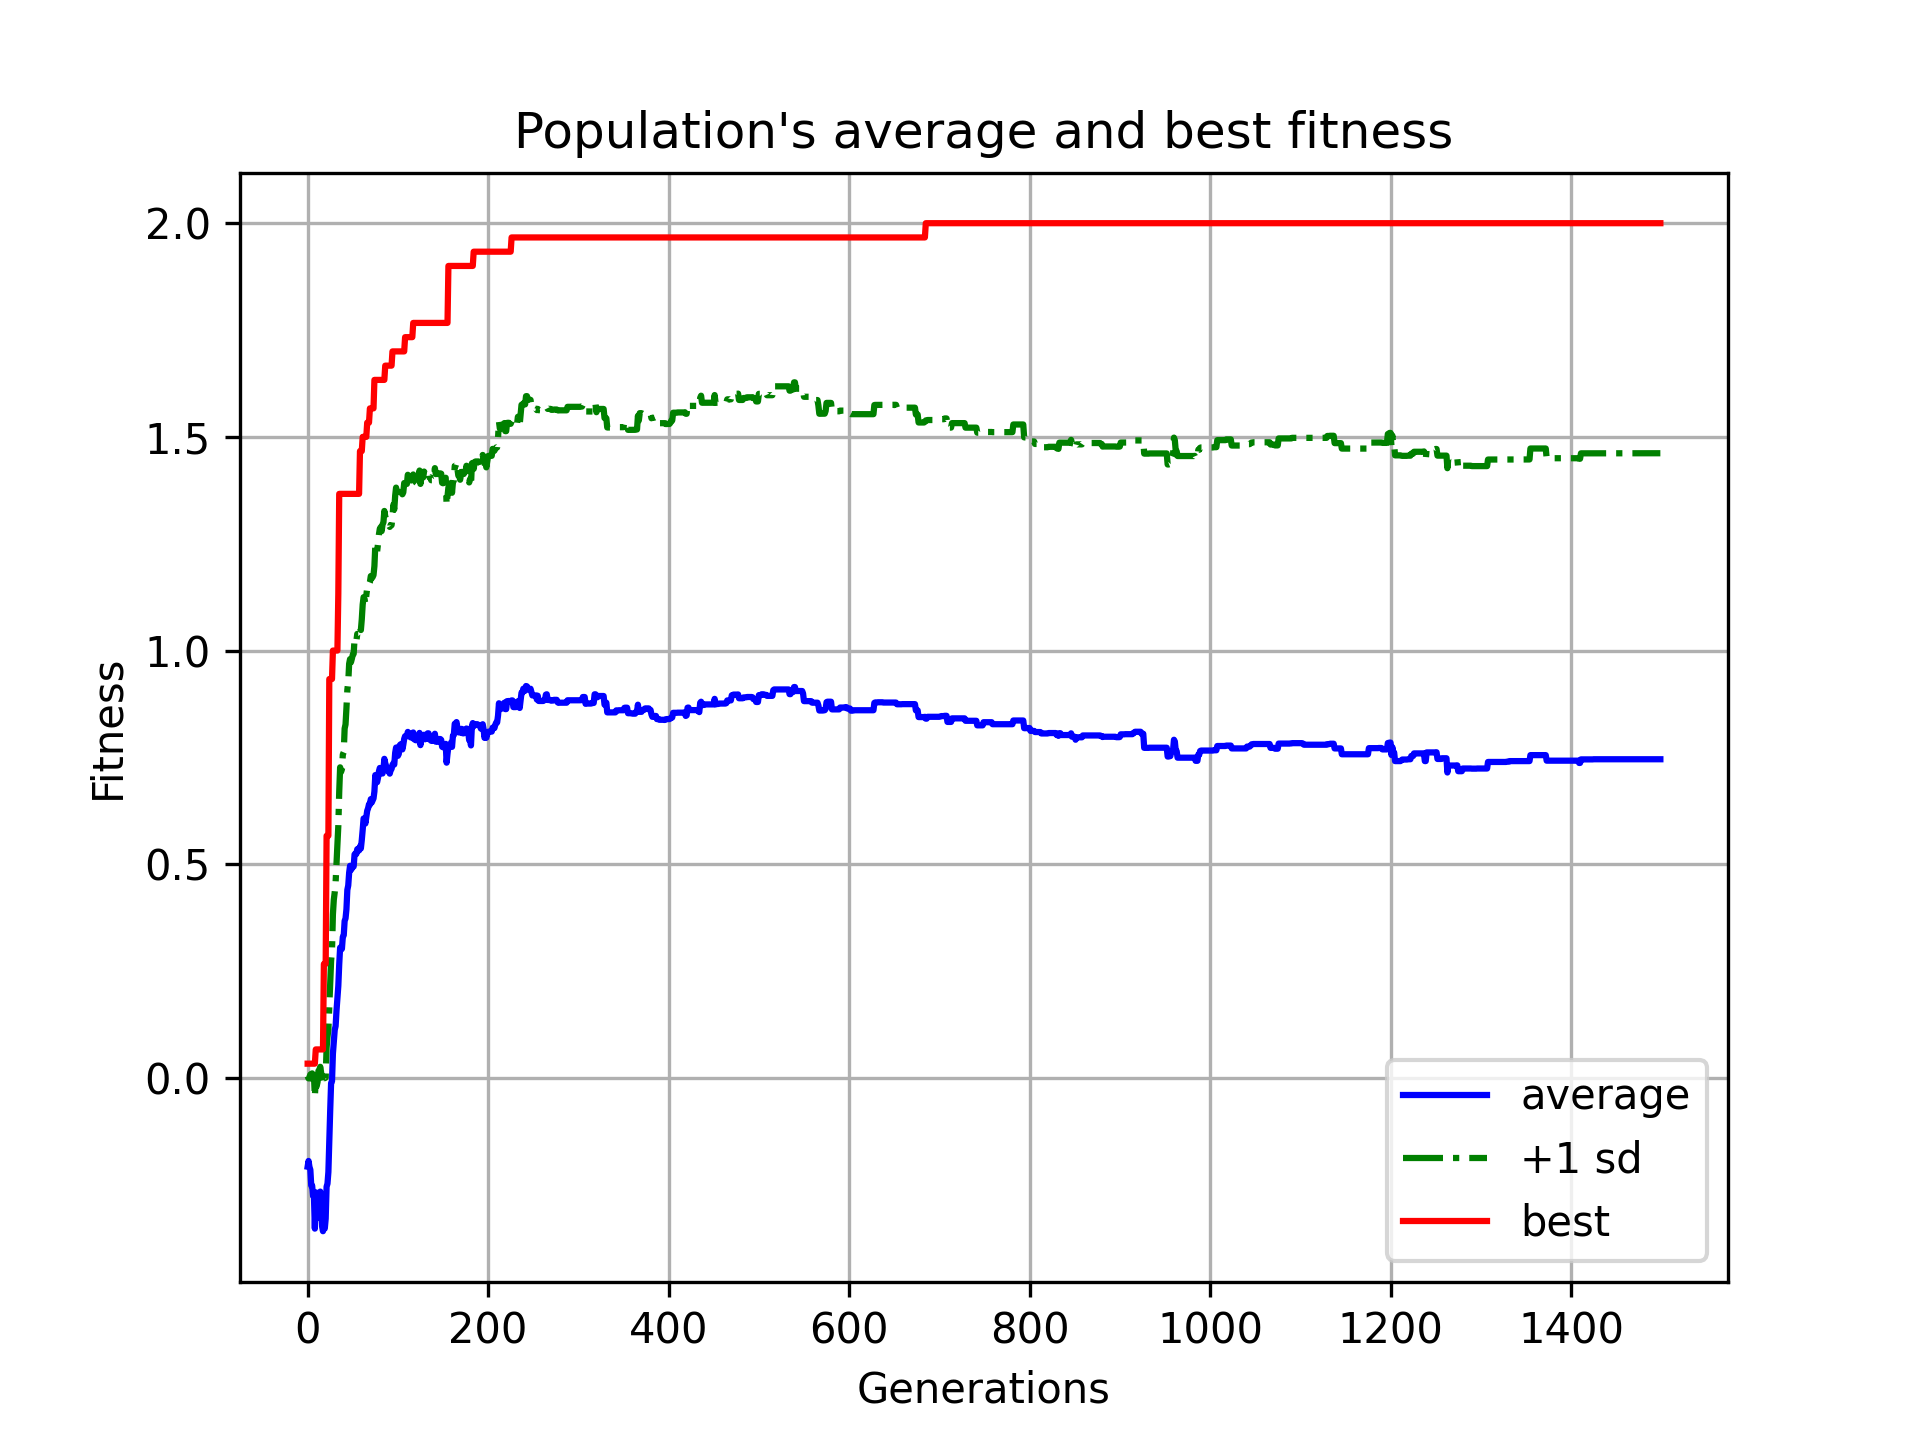 Population's average and best fitness
2.0
1.5
1.0
0.5
0.0
Fitness
0 200 400 600 800 1000 1200 1400
Generations
average
+1 sd
best